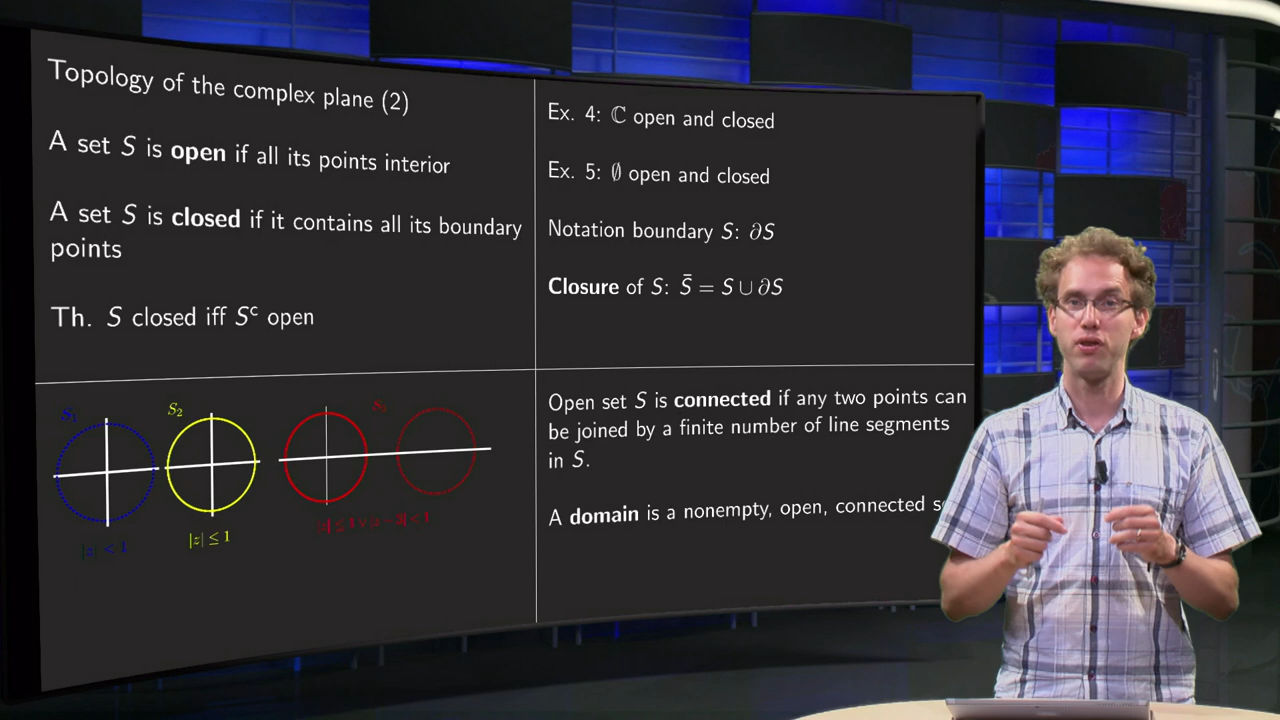 Topology of the complex plane (2)
A set S is open if all its points interior
A set S is closed if it contains all its boundary
points
Th. S closed iff Sᶜ open
Ex. 4: ℂ open and closed
Ex. 5: ∅ open and closed
Notation boundary S: ∂S
Closure of S: S̄ = S ∪ ∂S
S₁
S₂
|z| < 1
|z| ≤ 1
Open set S is connected if any two points can
be joined by a finite number of line segments
in S.
A domain is a nonempty, open, connected